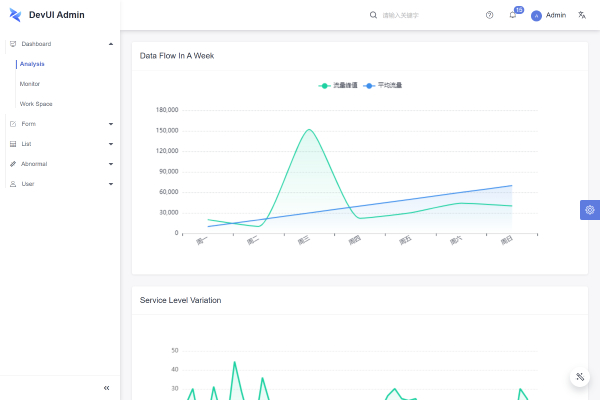 DevUI Admin
请输入关键字
16
A
Admin
Dashboard
Analysis
Monitor
Work Space
Form
List
Abnormal
User
Data Flow In A Week
流量峰值
平均流量
180,000
150,000
120,000
90,000
60,000
30,000
0
周一
周二
周三
周四
周五
周六
周日
Service Level Variation
50
40
30